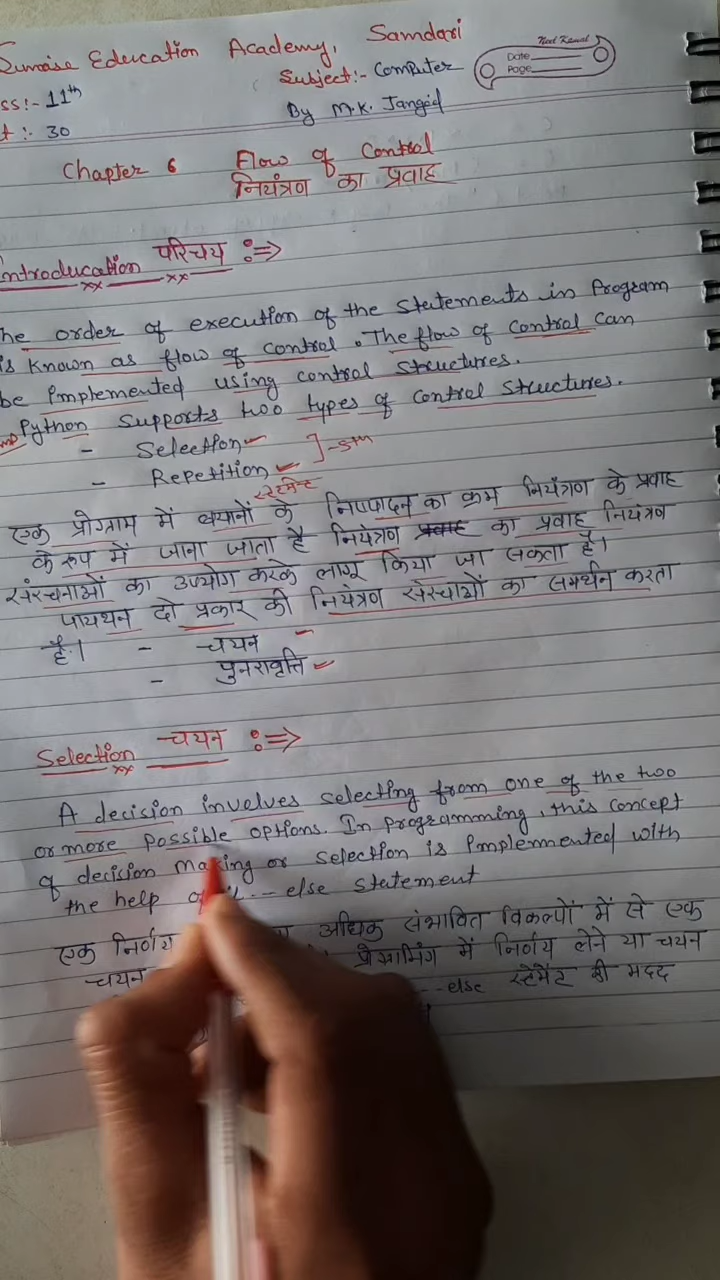 Sunrise Education Academy, Samdari
Neel Kamal
Date
Page
ss:- 11th
Subject:- Computer
t:- 30
By M.K. Jangid
Chapter 6 Flow of Control
नियंत्रण का प्रवाह
Introducation परिचय :⇒
he order of execution of the statements in Program
is known as flow of control. The flow of control can
be Implemented using control structures.
Python supports two types of control structures.
- Selection
- Repetition
स्टेमेन्ट
एक प्रोग्राम में बयानों के निष्पादन का क्रम नियंत्रण के प्रवाह
के रूप में जाना जाता है नियंत्रण का प्रवाह नियंत्रण
संरचनाओं का उपयोग करके लागू किया जा सकता है।
पायथन दो प्रकार की नियंत्रण संरचाओं का समर्थन करता
है। - चयन
- पुनरावृत्ति
Selection चयन :⇒
A decision involves selecting from one of the two
or more possible options. In programming, this concept
of decision making or selection is Implemented with
the help else statement
एक निर्णय अधिक संभावित विकल्पों में से एक
चयन प्रोग्रामिंग में निर्णय लेने या चयन
--else स्टेमेंट की मदद